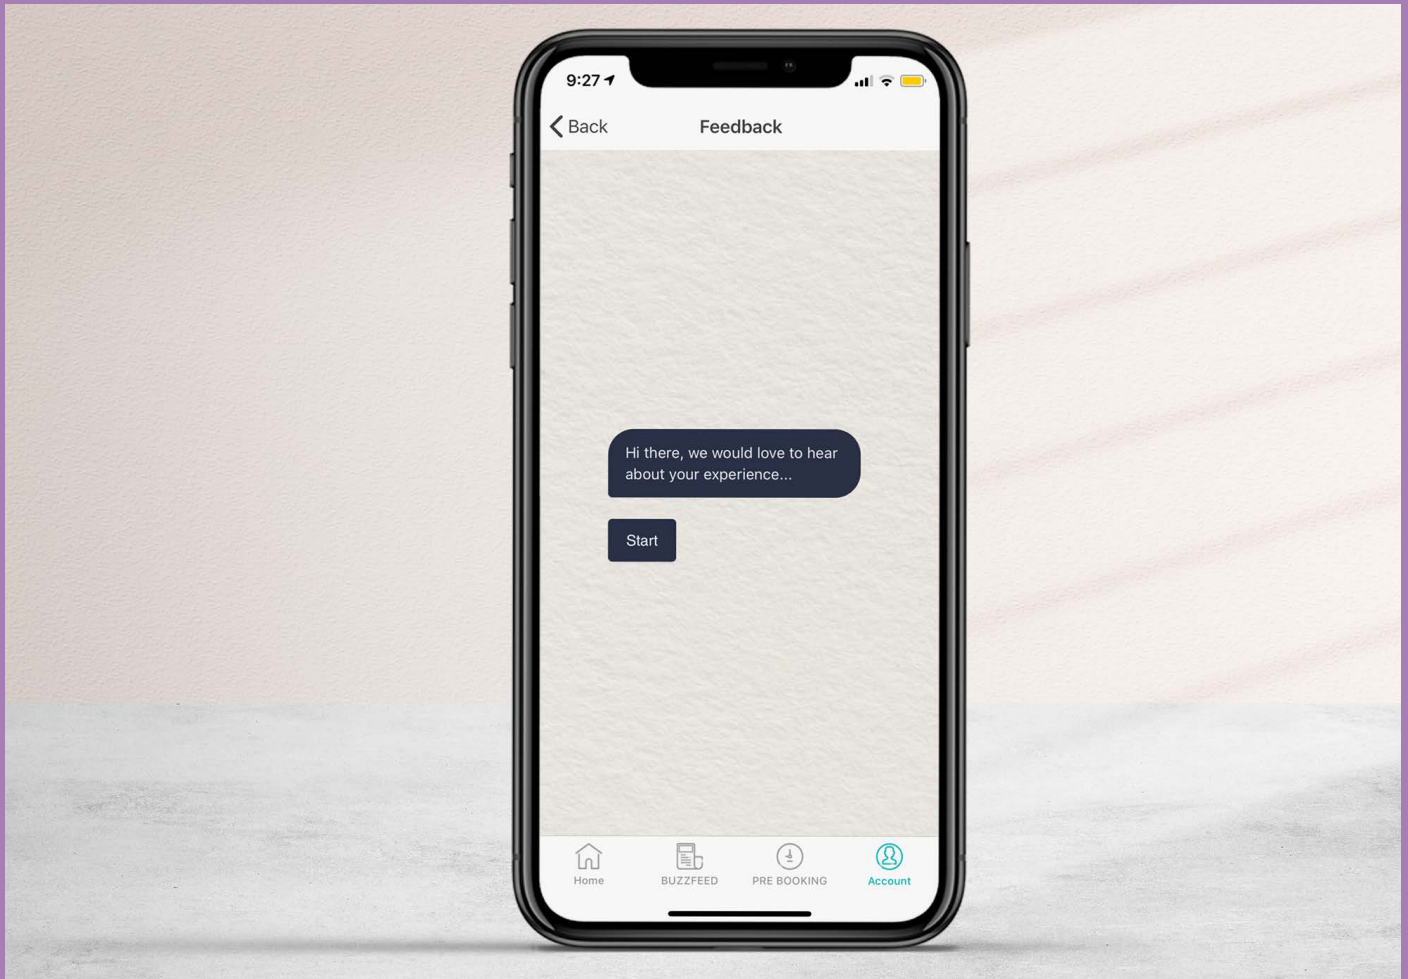 9:27
Back
Feedback
Hi there, we would love to hear
about your experience...
Start
Home
BUZZFEED
PRE BOOKING
Account